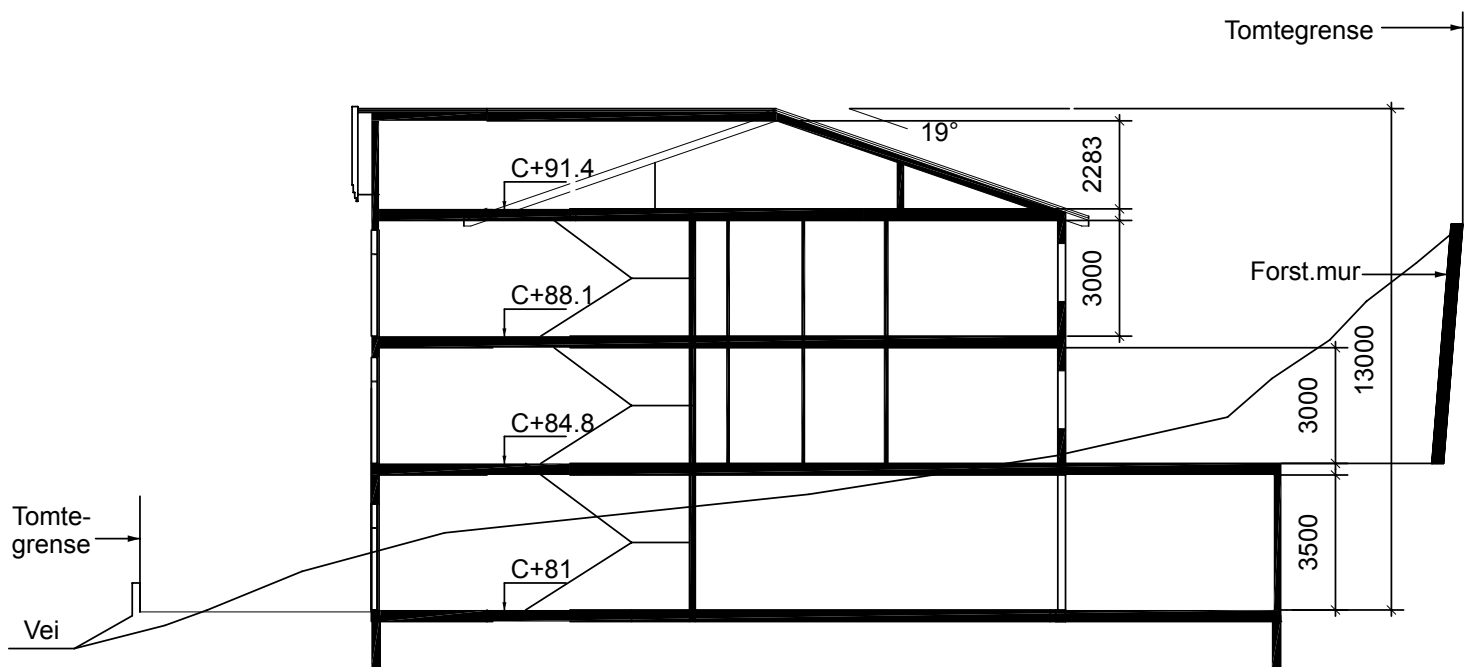 Tomtegrense
19°
C+91.4
2283
Forst.mur
C+88.1
3000
13000
C+84.8
3000
Tomte-
grense
C+81
3500
Vei